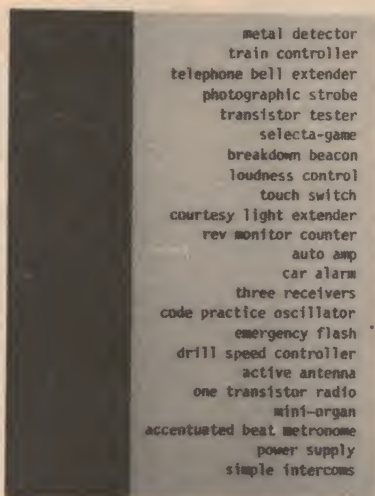 metal detector
train controller
telephone bell extender
photographic strobe
transistor tester
selecta-game
breakdown beacon
loudness control
touch switch
courtesy light extender
rev monitor counter
auto amp
car alarm
three receivers
code practice oscillator
emergency flash
drill speed controller
active antenna
one transistor radio
mini-organ
accentuated beat metronome
power supply
simple intercoms